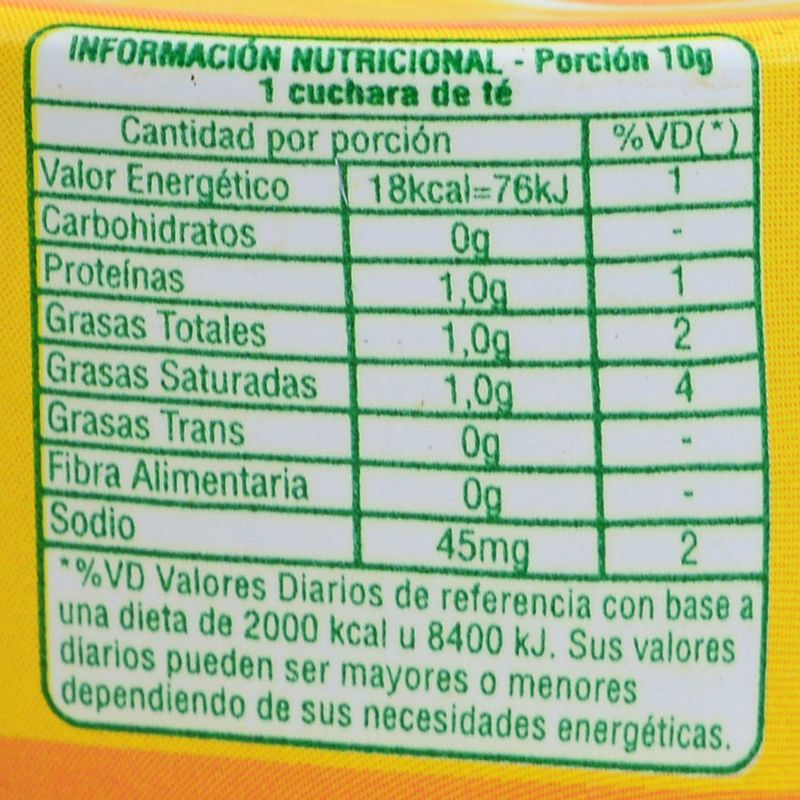 INFORMACIÓN NUTRICIONAL - Porción 10g
1 cuchara de té
Cantidad por porción %VD(*)
Valor Energético 18kcal=76kJ 1
Carbohidratos 0g -
Proteínas 1,0g 1
Grasas Totales 1,0g 2
Grasas Saturadas 1,0g 4
Grasas Trans 0g -
Fibra Alimentaria 0g -
Sodio 45mg 2
*%VD Valores Diarios de referencia con base a
una dieta de 2000 kcal u 8400 kJ. Sus valores
diarios pueden ser mayores o menores
dependiendo de sus necesidades energéticas.